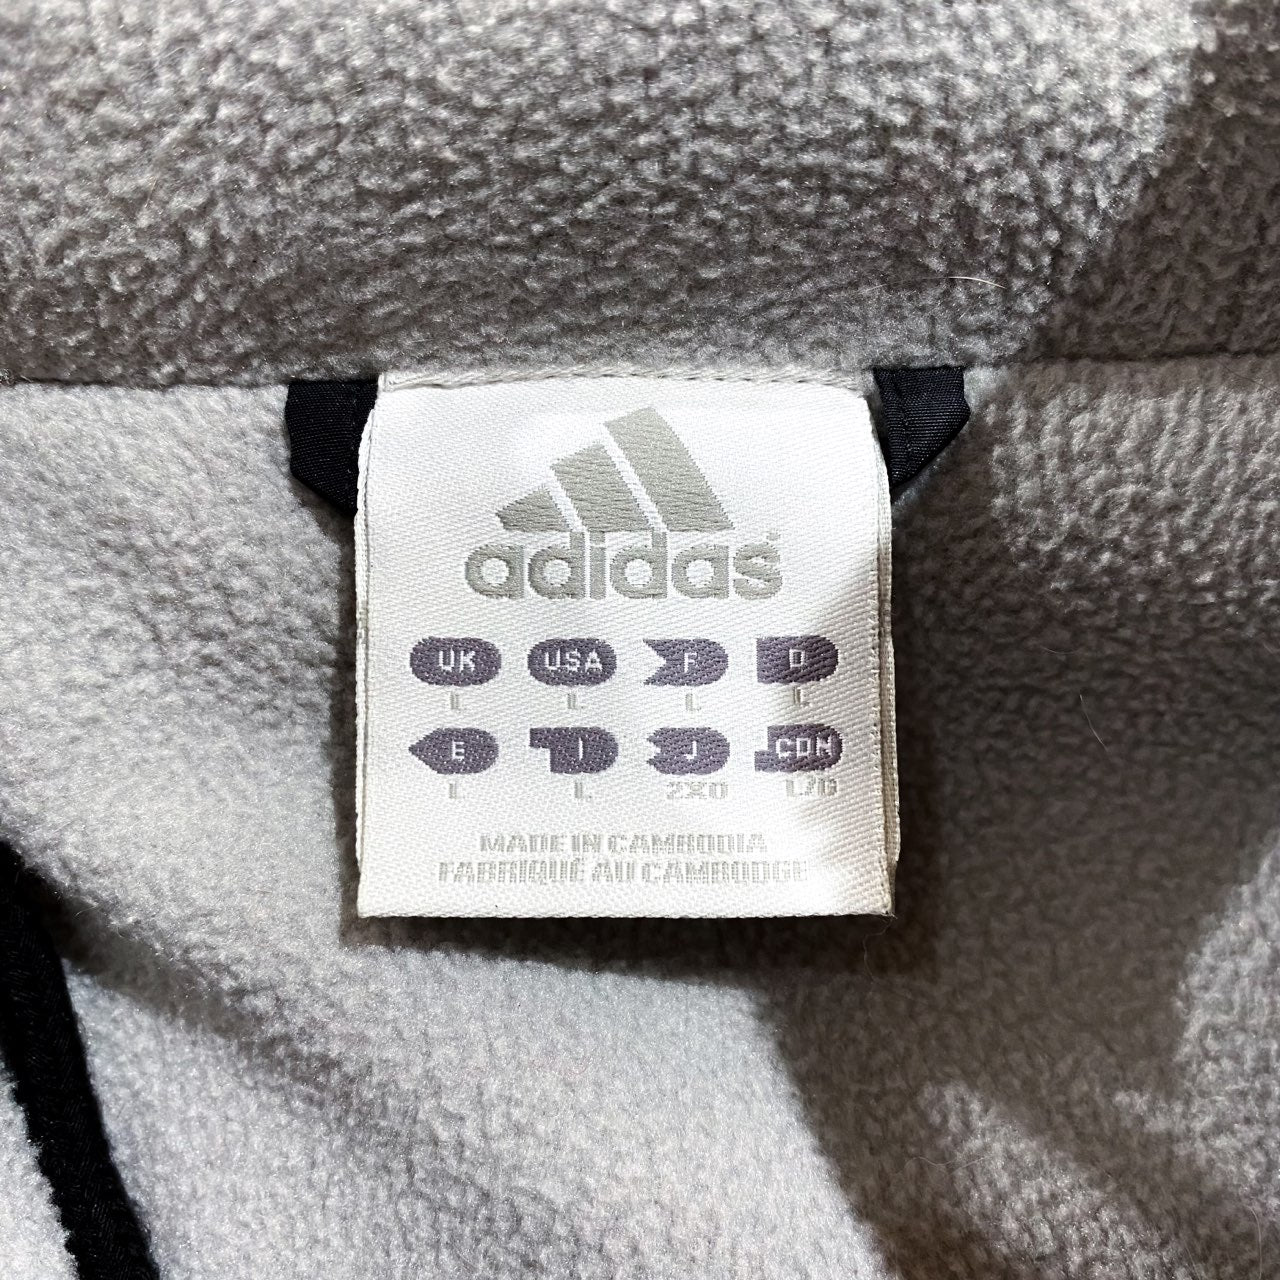 adidas
UK USA F D
L L L L
E I J CDN
L L 2XO L/G
MADE IN CAMBODIA
FABRIQUÉ AU CAMBODGE